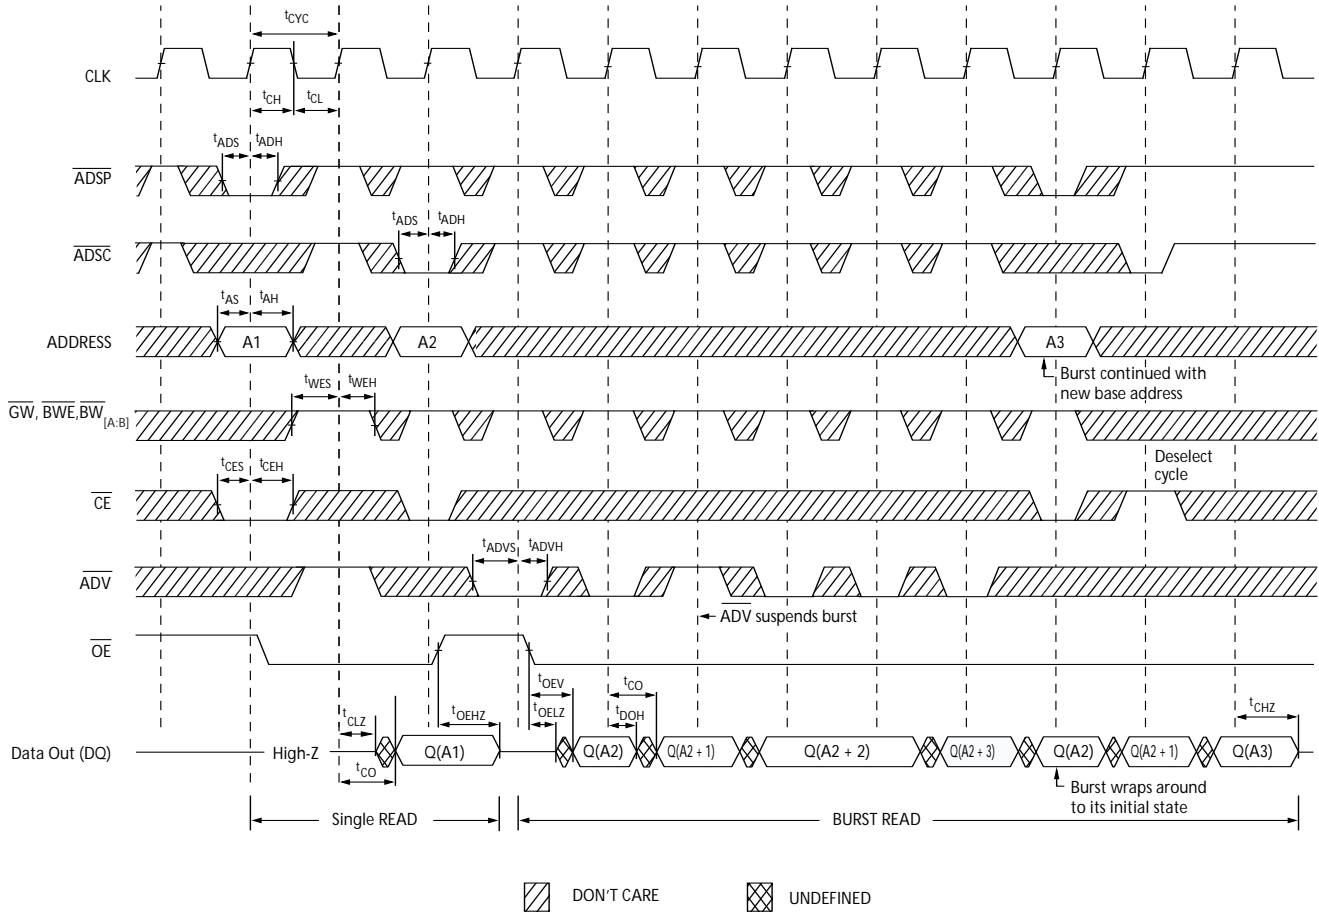 tCYC
CLK
tCH
tCL
tADS
tADH
ADSP
tADS
tADH
ADSC
tAS
tAH
ADDRESS
A1
A2
A3
Burst continued with
new base address
tWES
tWEH
GW, BWE,BW[A:B]
Deselect
cycle
tCES
tCEH
CE
tADVS
tADVH
ADV
ADV suspends burst
OE
tOEV
tCO
tCLZ
tOEHZ
tOELZ
tDOH
tCHZ
Data Out (DQ)
High-Z
Q(A1)
Q(A2)
Q(A2 + 1)
Q(A2 + 2)
Q(A2 + 3)
Q(A2)
Q(A2 + 1)
Q(A3)
tCO
Burst wraps around
to its initial state
Single READ
BURST READ
DON'T CARE
UNDEFINED